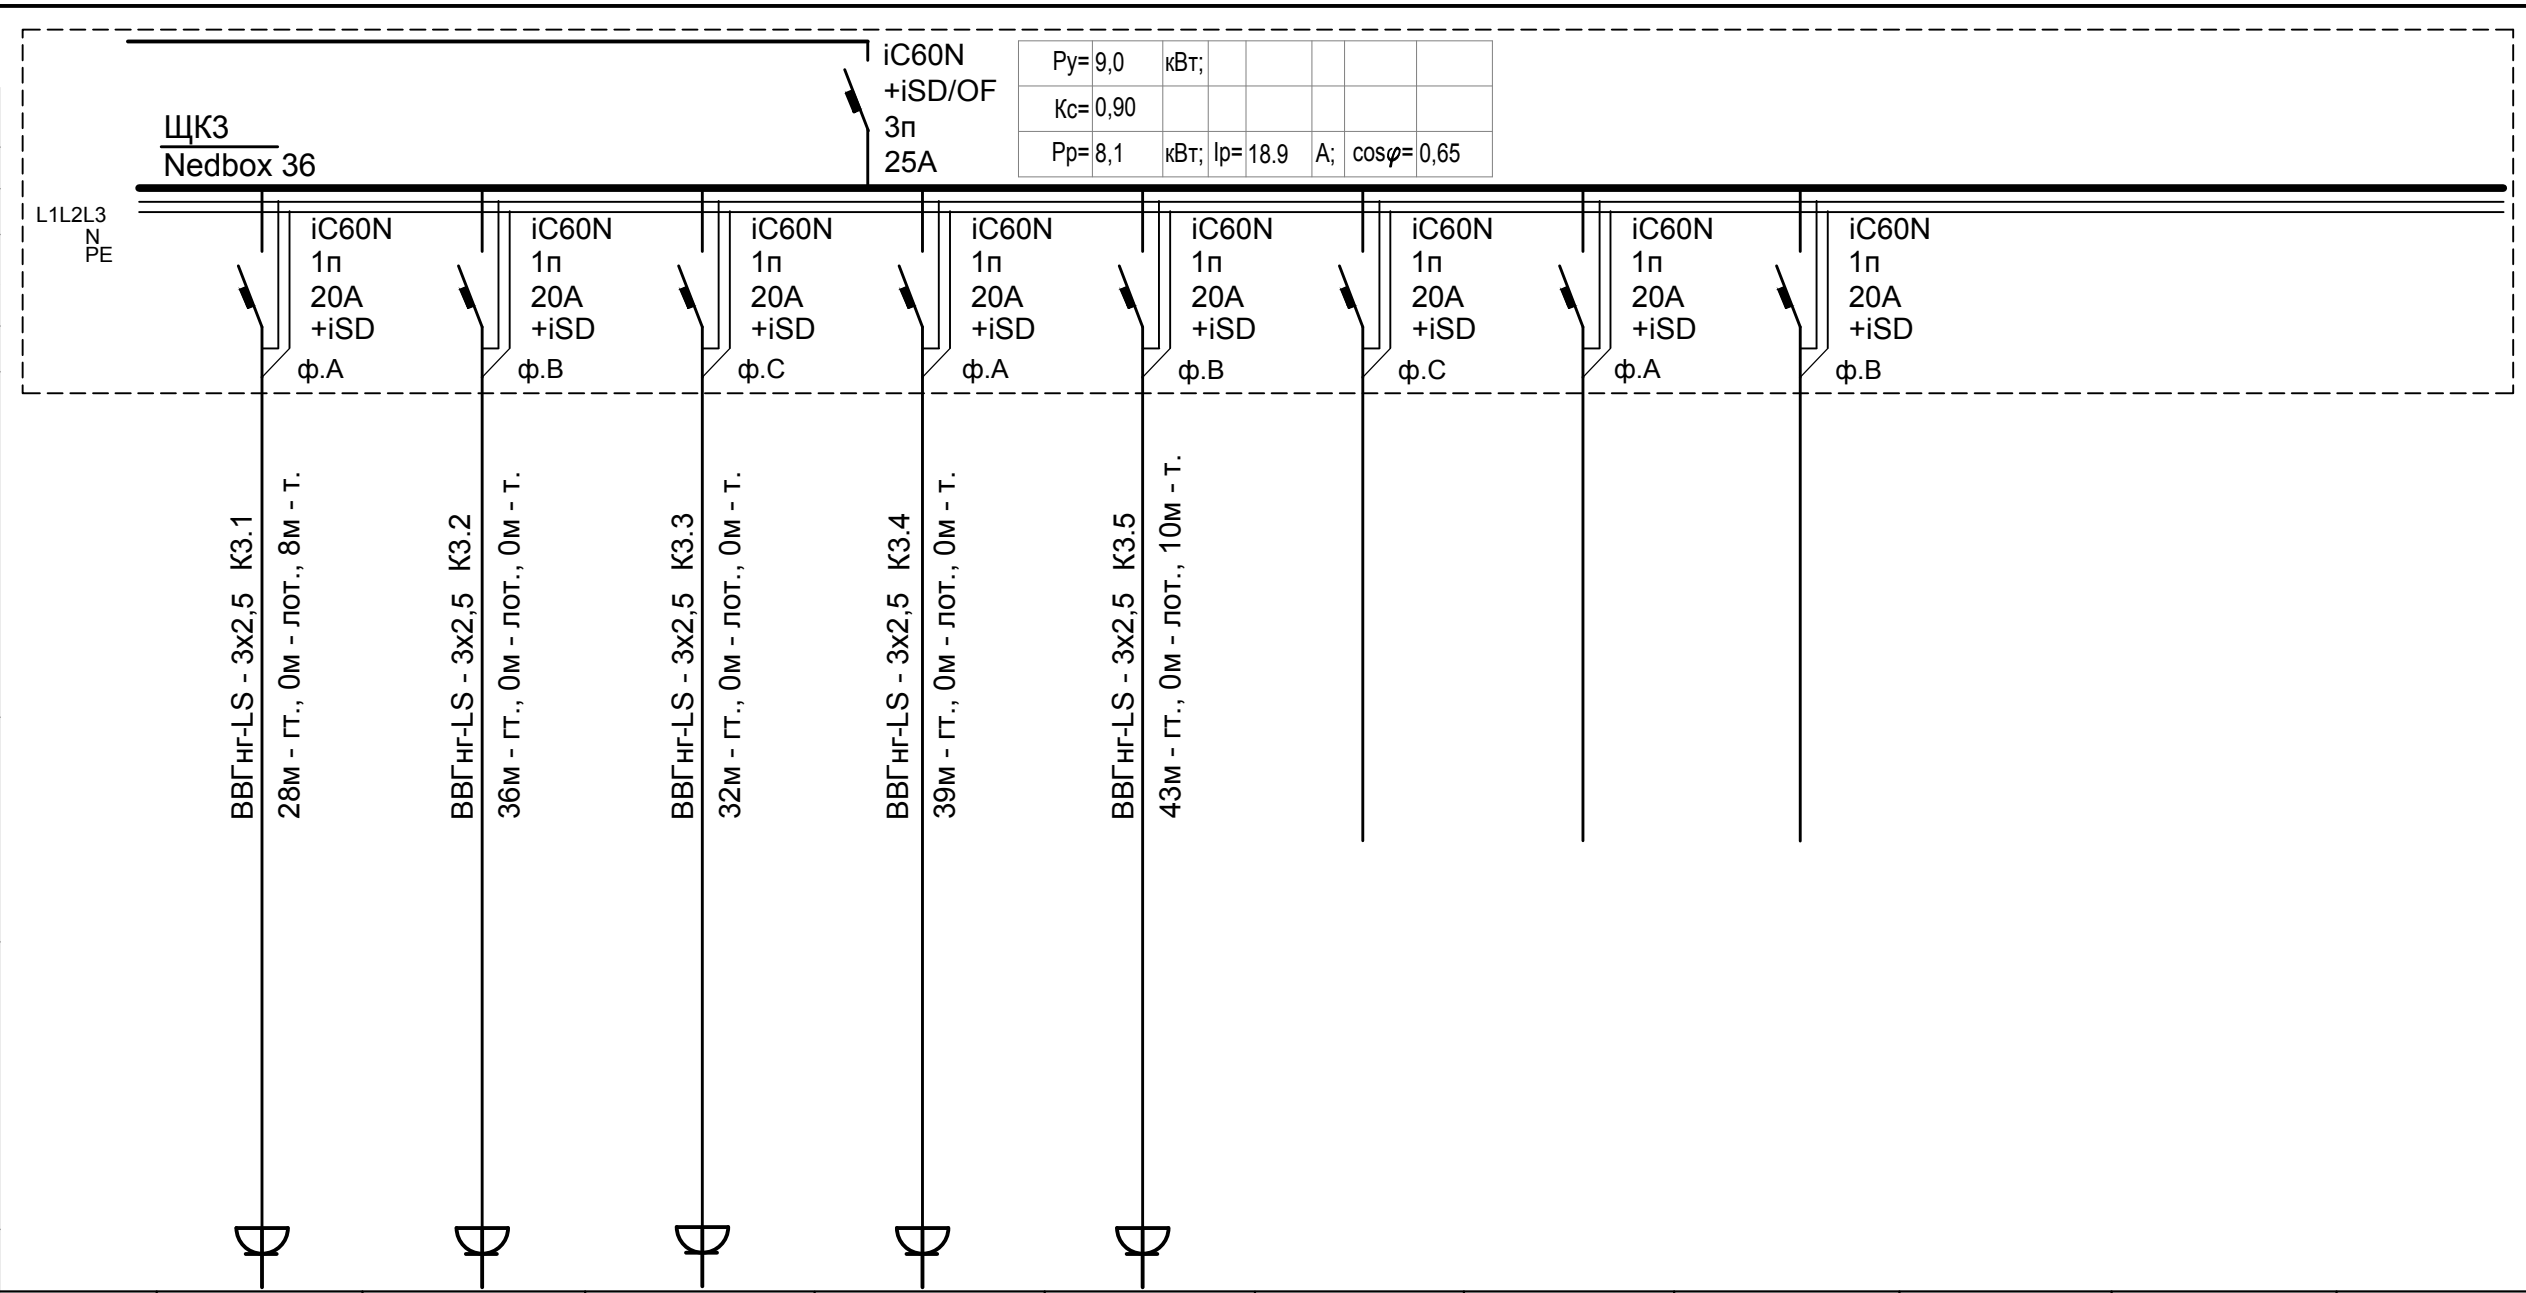 iC60N
+iSD/OF
3п
25А
Ру= 9,0 кВт;
Кс= 0,90
Рр= 8,1 кВт; Iр= 18.9 А; cosφ= 0,65
ЩК3
Nedbox 36
L1L2L3
N
PE
iC60N
1п
20А
+iSD
ф.А
iC60N
1п
20А
+iSD
ф.В
iC60N
1п
20А
+iSD
ф.С
iC60N
1п
20А
+iSD
ф.А
iC60N
1п
20А
+iSD
ф.В
iC60N
1п
20А
+iSD
ф.С
iC60N
1п
20А
+iSD
ф.А
iC60N
1п
20А
+iSD
ф.В
ВВГнг-LS - 3х2,5 К3.1
28м - гт., 0м - лот., 8м - т.
ВВГнг-LS - 3х2,5 К3.2
36м - гт., 0м - лот., 0м - т.
ВВГнг-LS - 3х2,5 К3.3
32м - гт., 0м - лот., 0м - т.
ВВГнг-LS - 3х2,5 К3.4
39м - гт., 0м - лот., 0м - т.
ВВГнг-LS - 3х2,5 К3.5
43м - гт., 0м - лот., 10м - т.